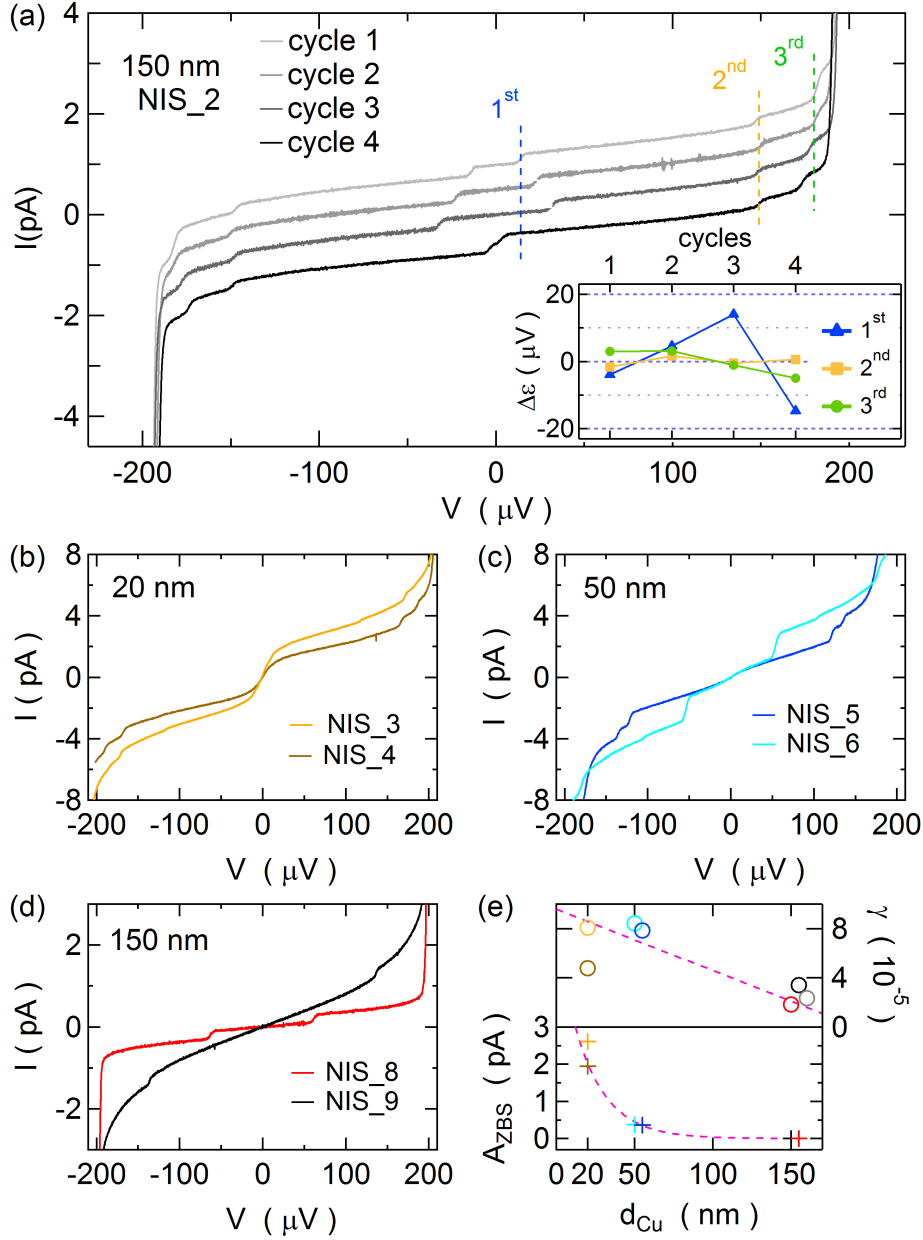 (a)
150 nm
NIS_2
cycle 1
cycle 2
cycle 3
cycle 4
1st
2nd
3rd
I(pA)
4
2
0
-2
-4
-200
-100
0
100
200
V ( μV)
cycles
1 2 3 4
Δε ( μV)
20
0
-20
1st
2nd
3rd
(b)
20 nm
I ( pA)
8
4
0
-4
-8
NIS_3
NIS_4
-200 -100 0 100 200
V ( μV)
(c)
50 nm
I ( pA)
8
4
0
-4
-8
NIS_5
NIS_6
-200 -100 0 100 200
V ( μV)
(d)
150 nm
I ( pA)
2
0
-2
NIS_8
NIS_9
-200 -100 0 100 200
V ( μV)
(e)
γ (10-5)
8
4
0
AZBS ( pA)
3
2
1
0
0 20 50 100 150
dCu ( nm)